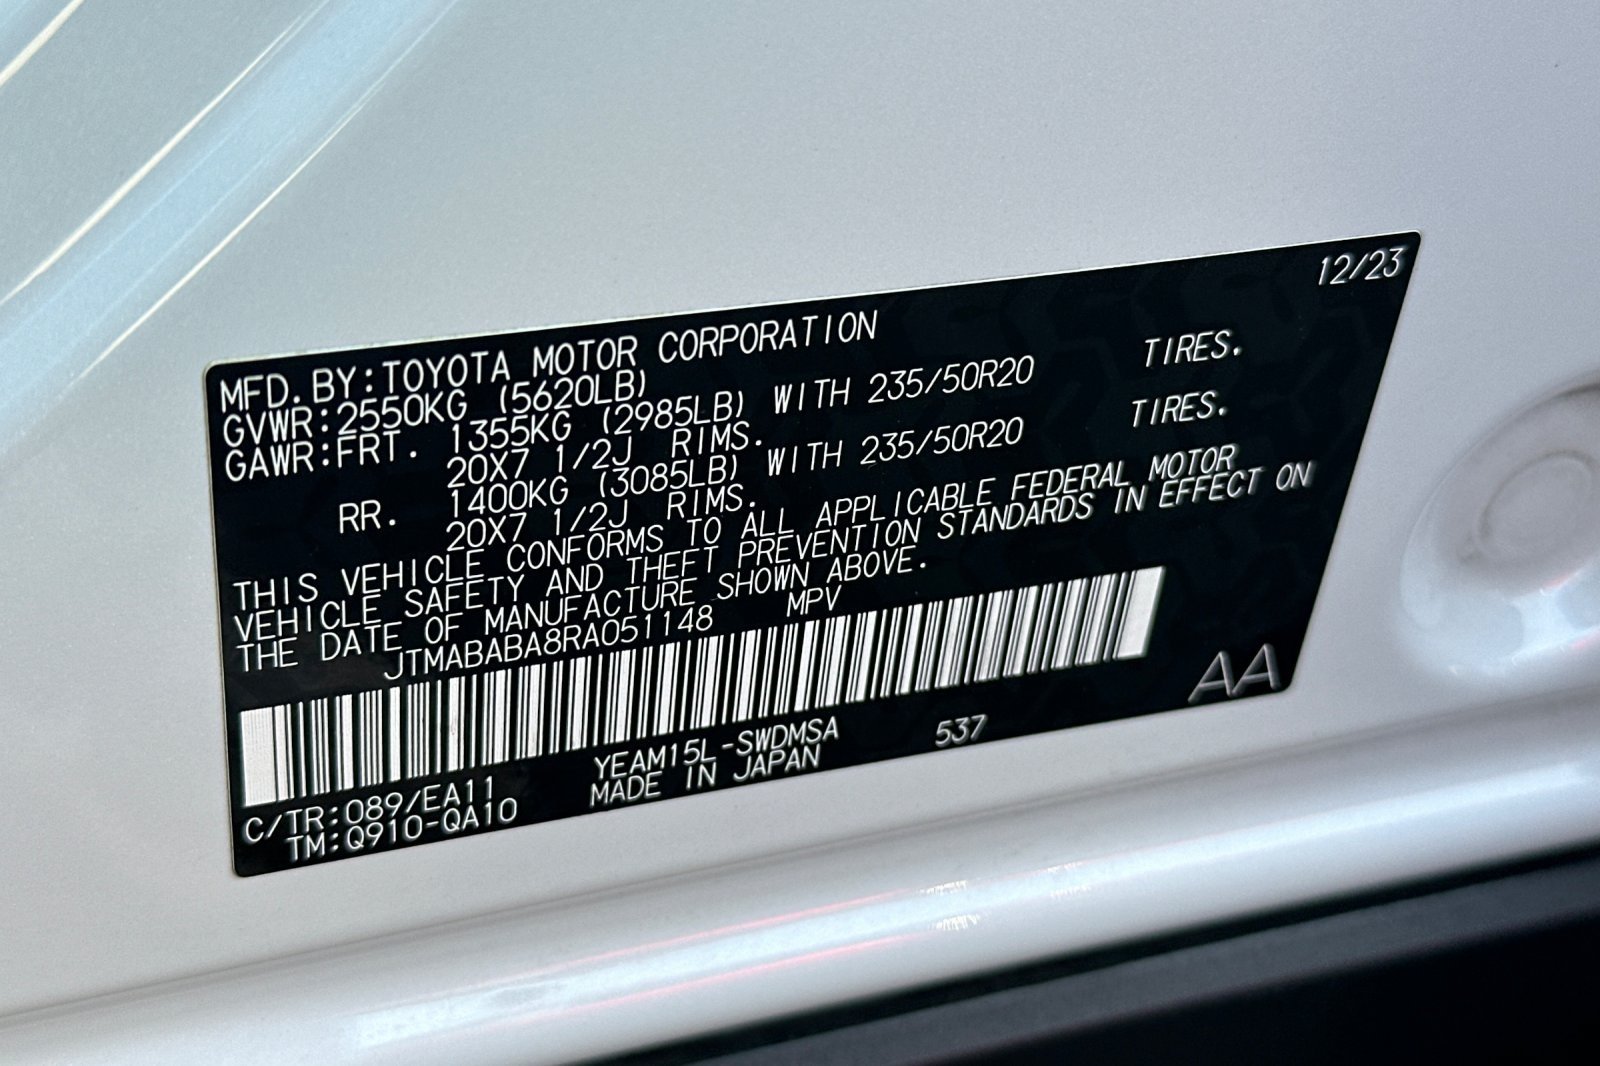 12/23
MFD. BY:TOYOTA MOTOR CORPORATION
GVWR:2550KG (5620LB)
GAWR:FRT. 1355KG (2985LB) WITH 235/50R20 TIRES.
20X7 1/2J RIMS.
RR. 1400KG (3085LB) WITH 235/50R20 TIRES.
20X7 1/2J RIMS.
THIS VEHICLE CONFORMS TO ALL APPLICABLE FEDERAL MOTOR
VEHICLE SAFETY AND THEFT PREVENTION STANDARDS IN EFFECT ON
THE DATE OF MANUFACTURE SHOWN ABOVE.
JTMABABA8RA051148 MPV
AA
C/TR:089/EA11 YEAM15L-SWDMSA 537
TM:Q910-QA10 MADE IN JAPAN